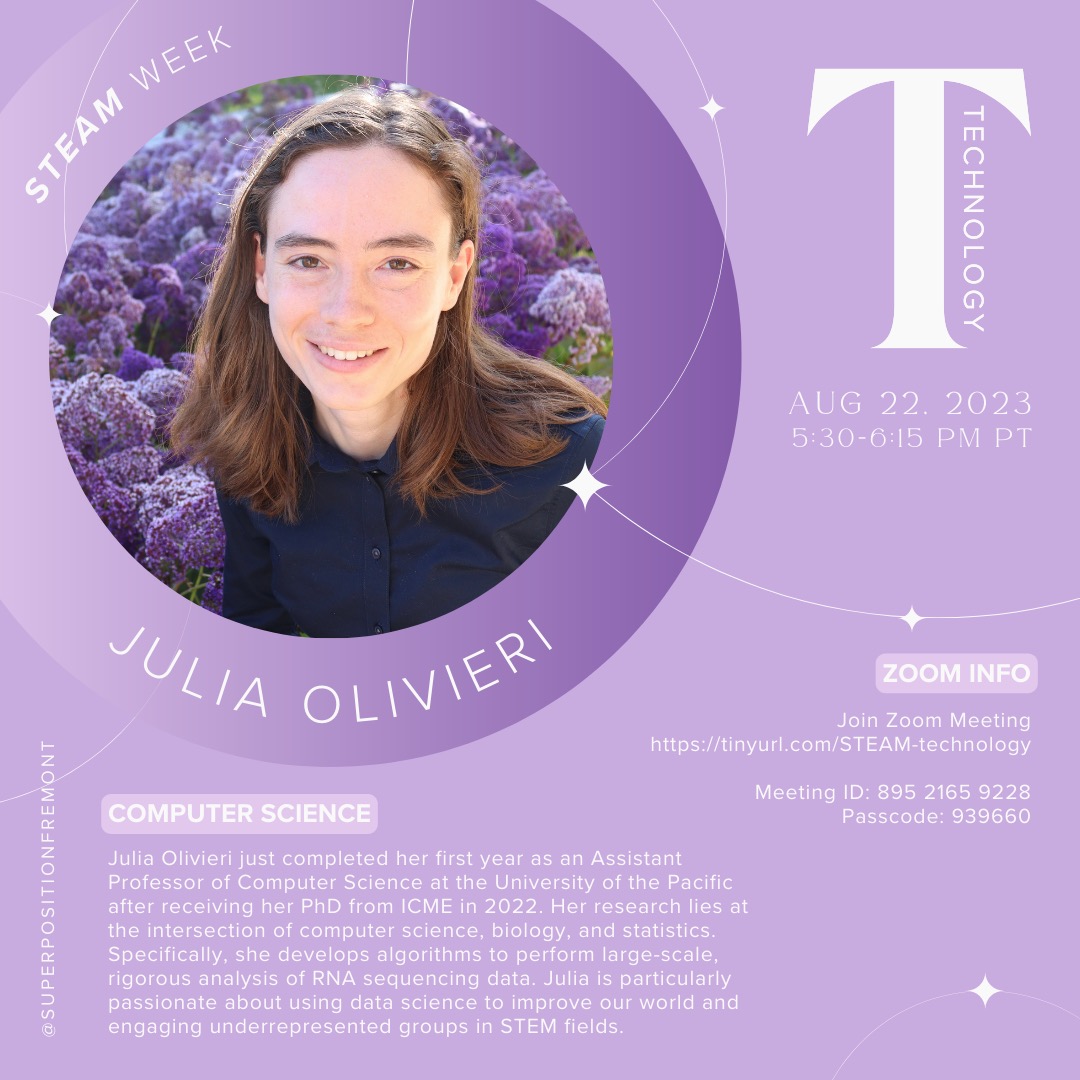 STEAM WEEK
T
TECHNOLOGY
AUG 22. 2023
5:30-6:15 PM PT
JULIA OLIVIERI
ZOOM INFO
Join Zoom Meeting
https://tinyurl.com/STEAM-technology
Meeting ID: 895 2165 9228
Passcode: 939660
@SUPERPOSITIONFREMONT
COMPUTER SCIENCE
Julia Olivieri just completed her first year as an Assistant
Professor of Computer Science at the University of the Pacific
after receiving her PhD from ICME in 2022. Her research lies at
the intersection of computer science, biology, and statistics.
Specifically, she develops algorithms to perform large-scale,
rigorous analysis of RNA sequencing data. Julia is particularly
passionate about using data science to improve our world and
engaging underrepresented groups in STEM fields.